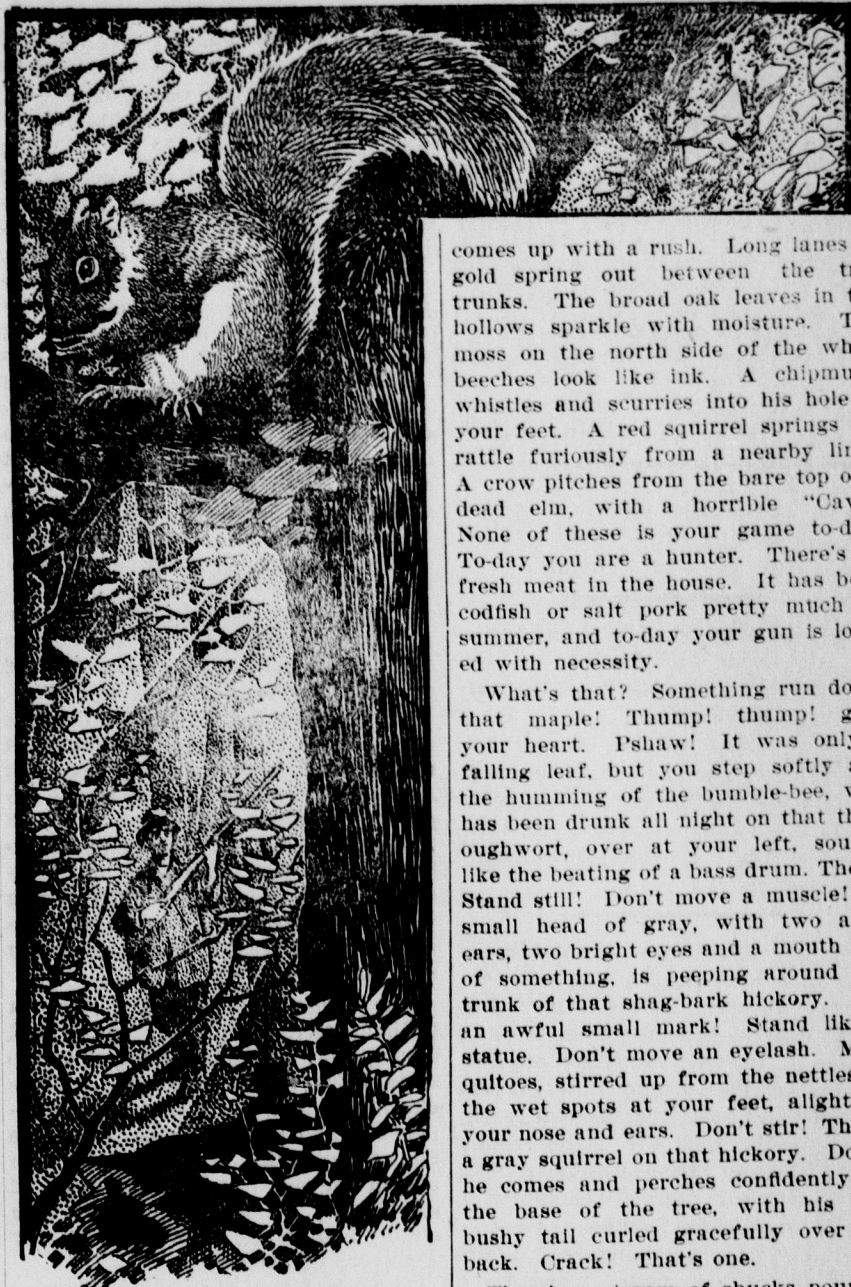 comes up with a rush. Long lanes
gold spring out between the
trunks. The broad oak leaves in
hollows sparkle with moisture.
moss on the north side of the
beeches look like ink. A
whistles and scurries into his hole
your feet. A red squirrel springs
rattle furiously from a nearby
A crow pitches from the bare top
dead elm, with a horrible
None of these is your game
To-day you are a hunter. There's
fresh meat in the house. It has
codfish or salt pork pretty much
summer, and to-day your gun is
ed with necessity.
What's that? Something run
that maple! Thump! thump!
your heart. Pshaw! It was
falling leaf, but you step softly
the humming of the bumble-bee,
has been drunk all night on that
oughwort, over at your left,
like the beating of a bass drum.
Stand still! Don't move a muscle!
small head of gray, with two
ears, two bright eyes and a mouth
of something, is peeping around
trunk of that shag-bark hickory.
an awful small mark! Stand
statue. Don't move an eyelash.
quitoes, stirred up from the nettles
the wet spots at your feet, alight
your nose and ears. Don't stir!
a gray squirrel on that hickory.
he comes and perches confidently
the base of the tree, with his
bushy tail curled gracefully over
back. Crack! That's one.